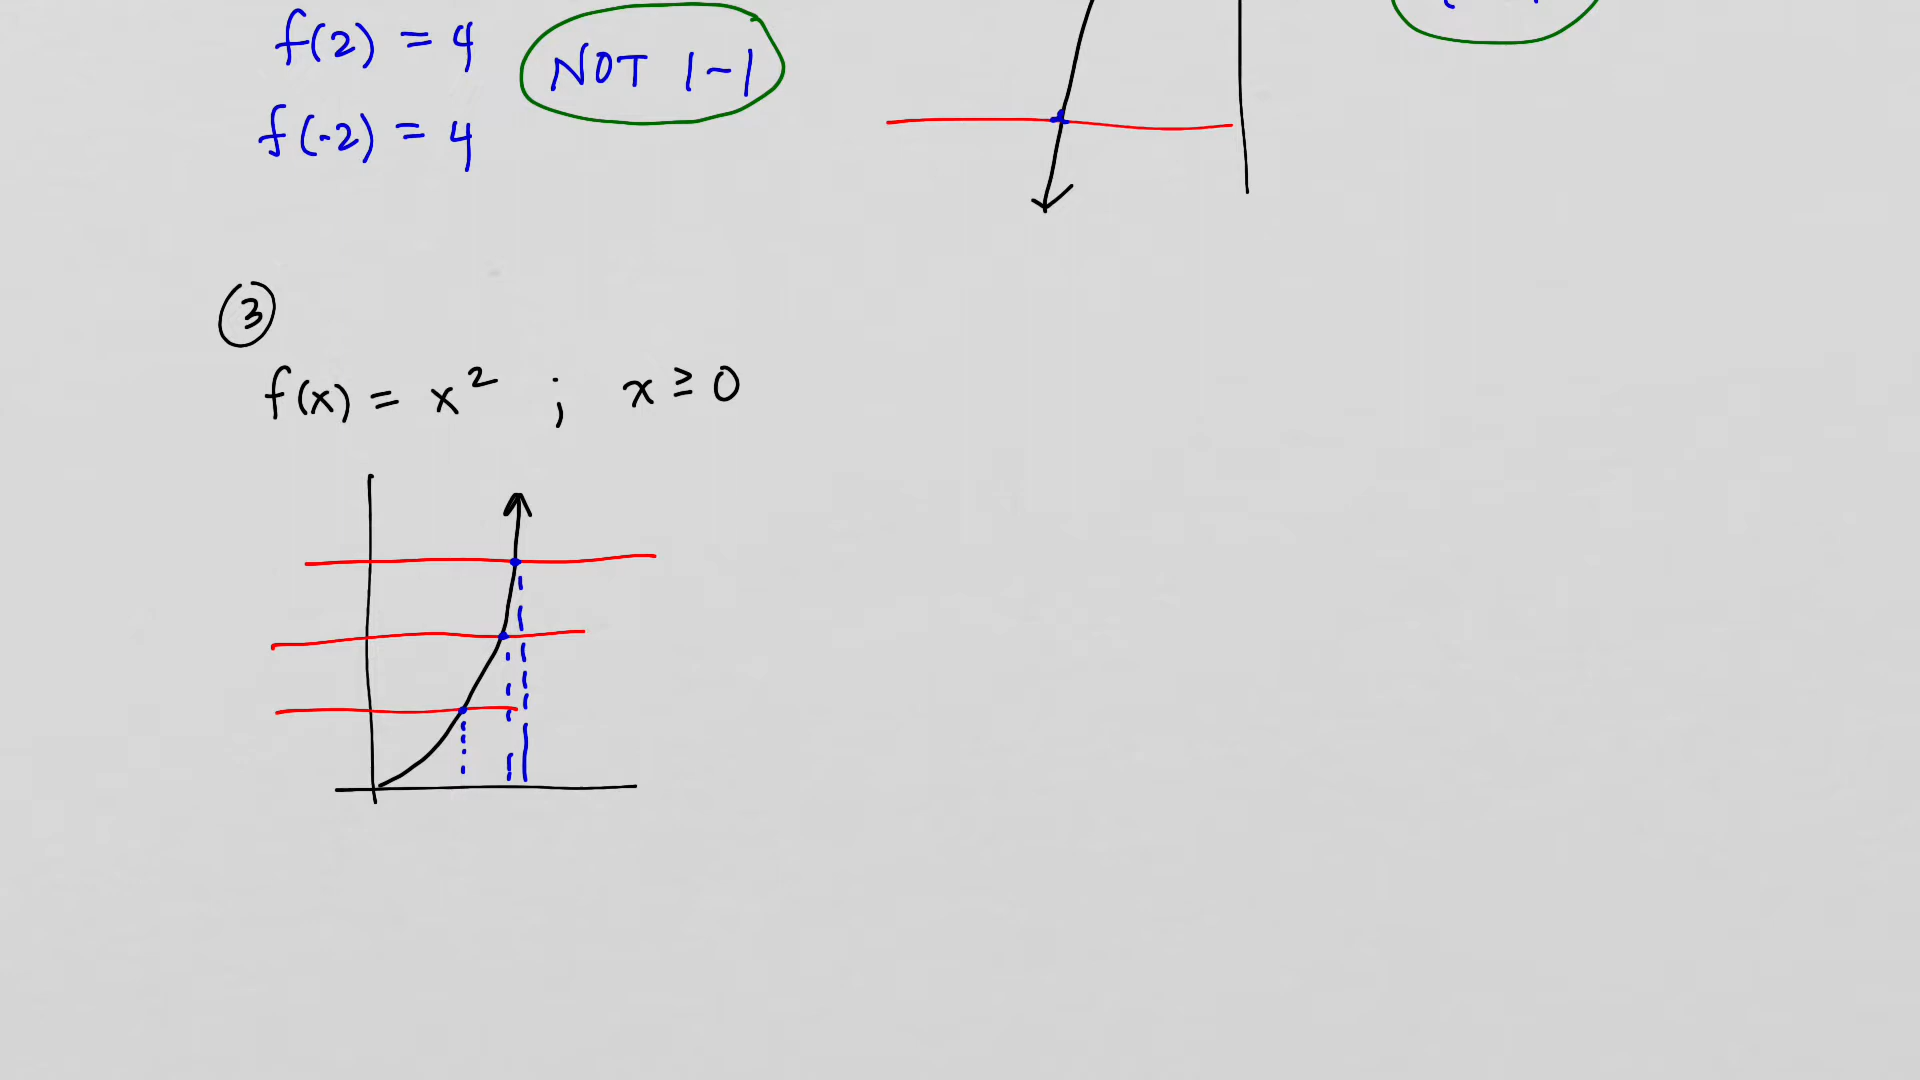 f(2) = 4
NOT 1-1
f(-2) = 4
3
f(x) = x² ; x ≥ 0